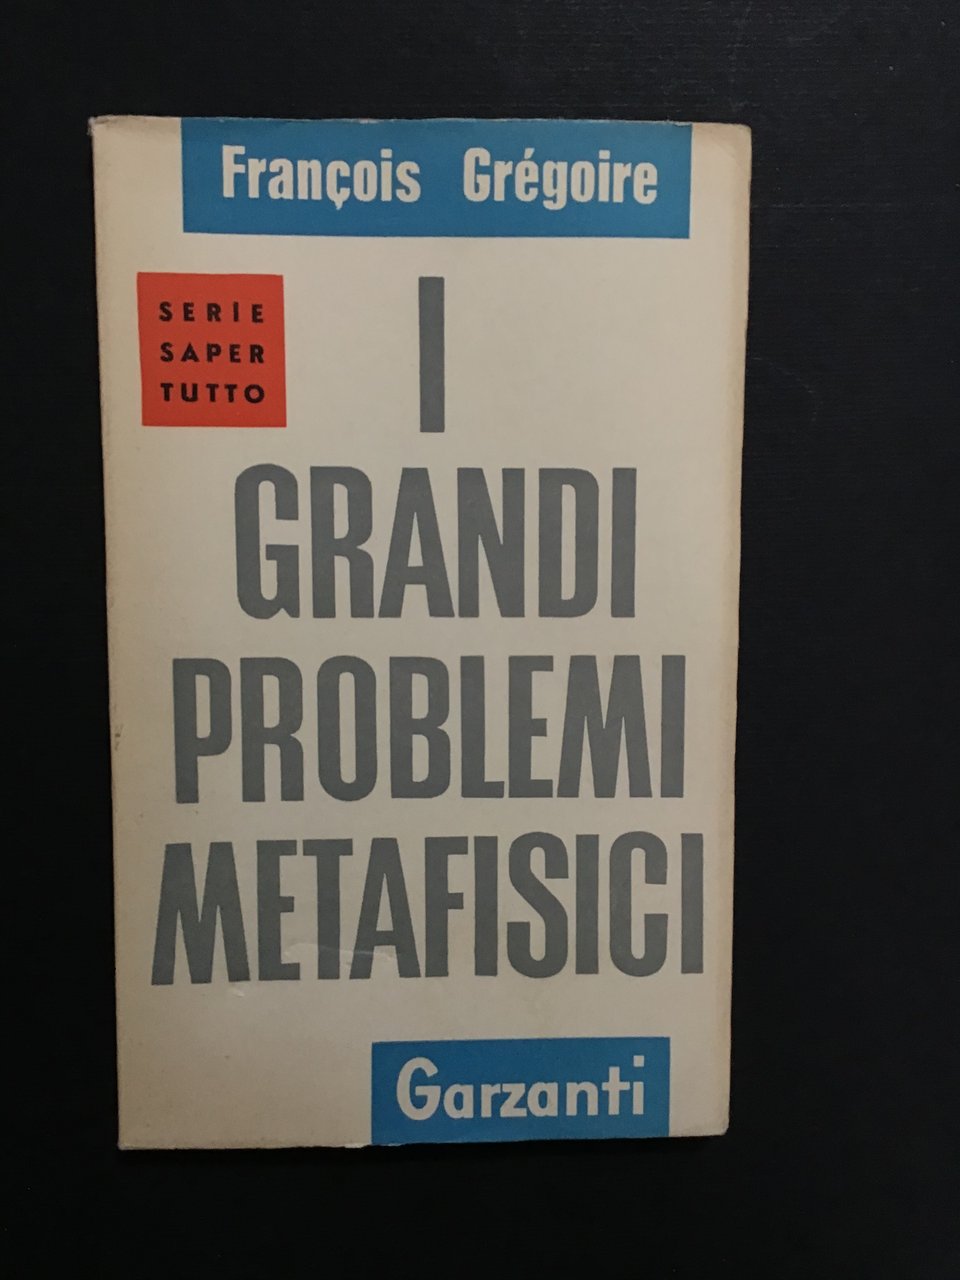 François Grégoire
SERIE
SAPER
TUTTO
I
GRANDI
PROBLEMI
METAFISICI
Garzanti